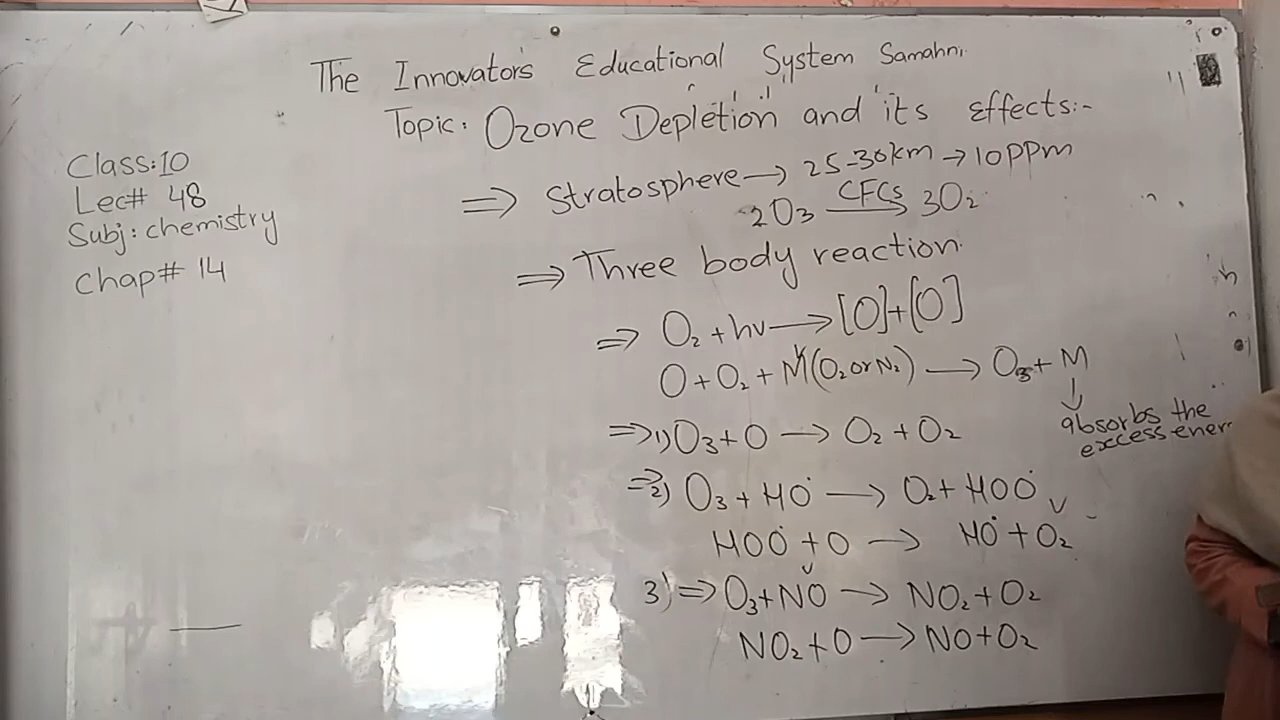 The Innovators Educational System Samahni
Topic: Ozone Depletion and its effects:-
Class:10
Lec# 48
Subj: chemistry
Chap# 14
⇒ Stratosphere → 25-30km → 10PPm
2O₃ —CFCs→ 3O₂
⇒ Three body reaction
⇒ O₂ + hν → [O]+[O]
O + O₂ + M(O₂ or N₂) → O₃ + M
↓
absorbs the
excess ener
⇒ 1) O₃ + O → O₂ + O₂
⇒ 2) O₃ + HO˙ → O₂ + HOO˙
HOO˙ + O → HO˙ + O₂
3) ⇒ O₃ + NO → NO₂ + O₂
NO₂ + O → NO + O₂